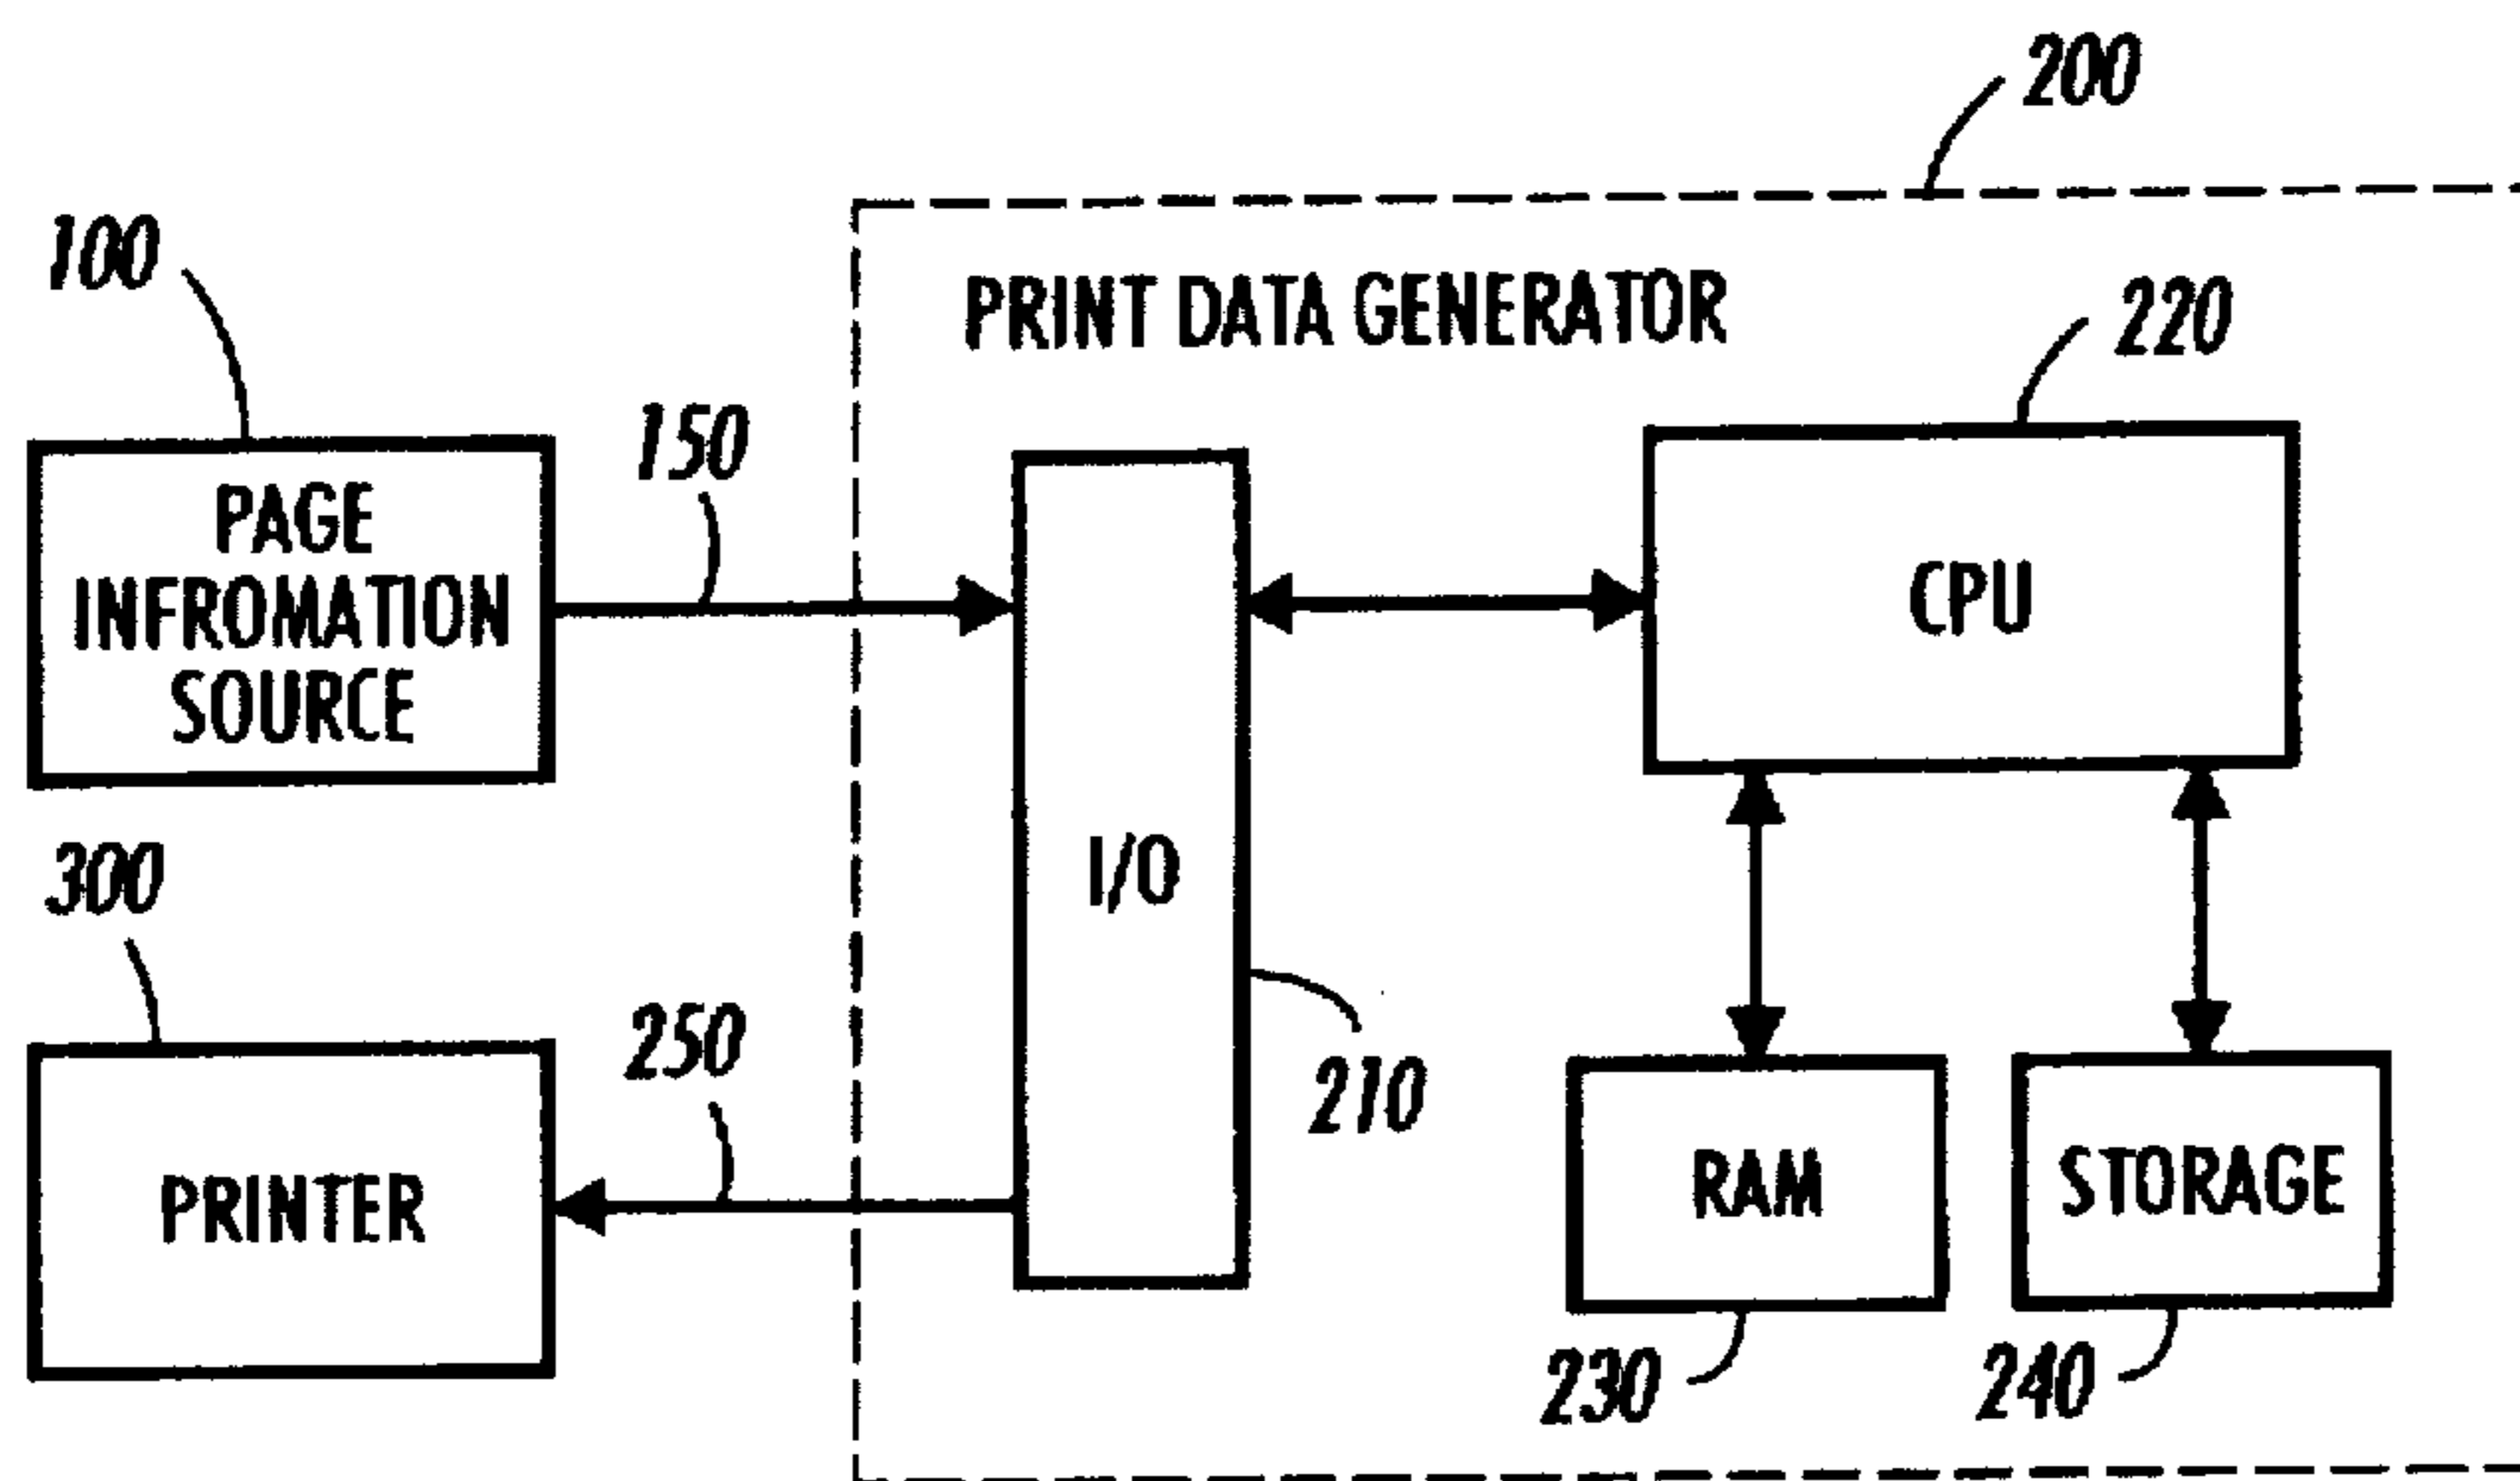 200
100
PRINT DATA GENERATOR
220
150
PAGE
INFROMATION
SOURCE
CPU
I/O
300
250
210
PRINTER
RAM
STORAGE
230
240